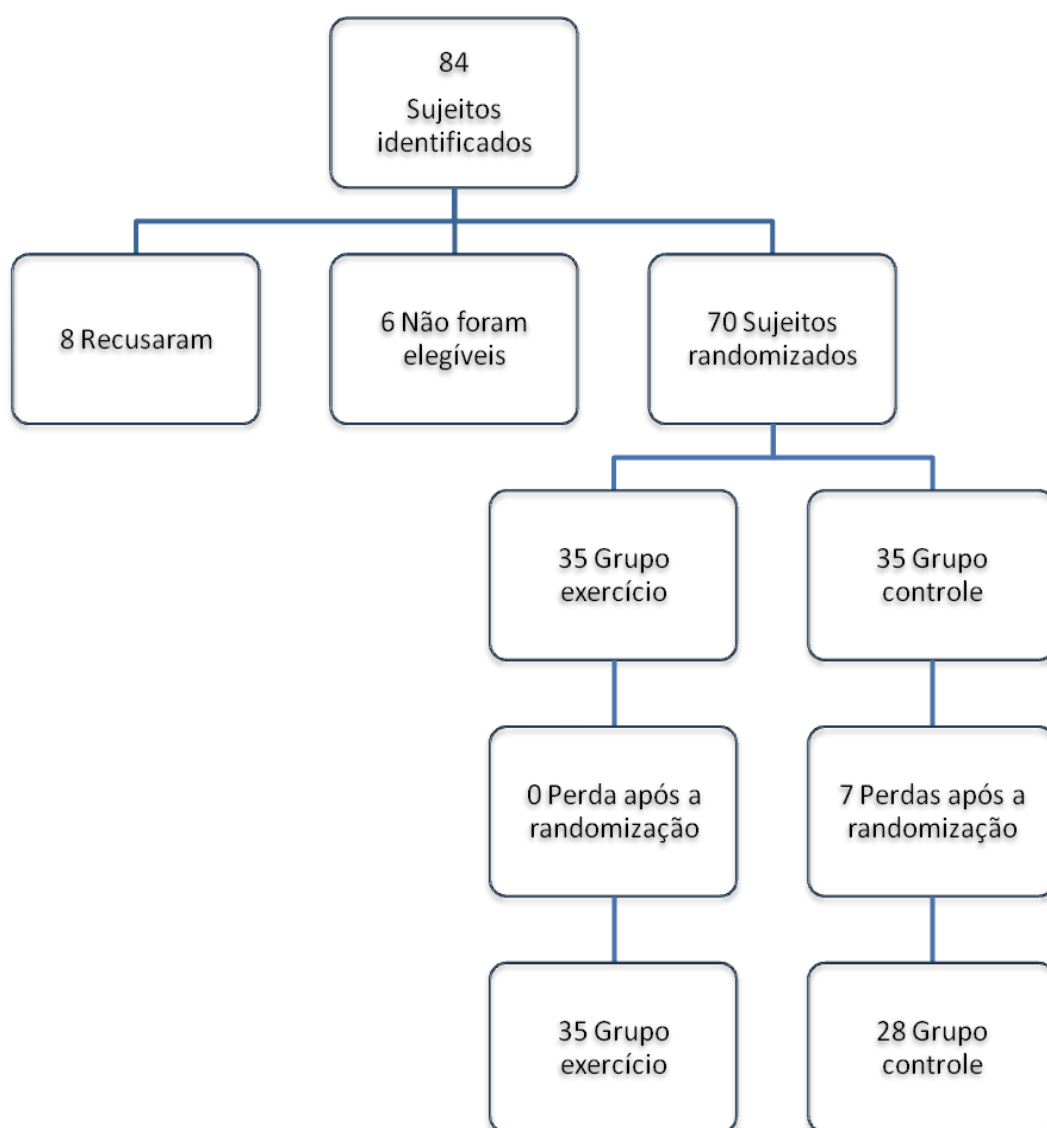 84
Sujeitos
identificados
8 Recusaram
6 Não foram
elegíveis
70 Sujeitos
randomizados
35 Grupo
exercício
35 Grupo
controle
0 Perda após a
randomização
7 Perdas após a
randomização
35 Grupo
exercício
28 Grupo
controle